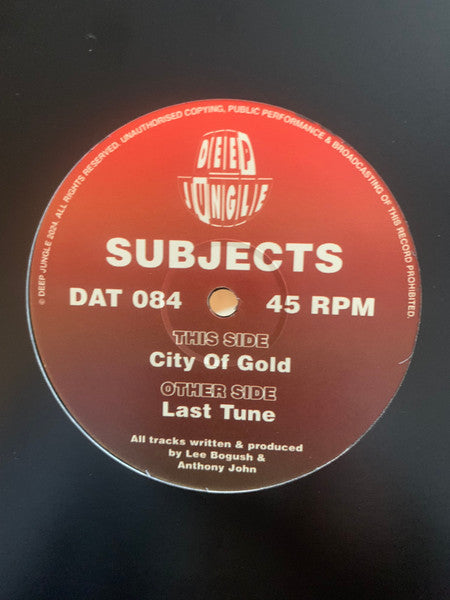 © DEEP JUNGLE 2024. ALL RIGHTS RESERVED. UNAUTHORISED COPYING, PUBLIC PERFORMANCE & BROADCASTING OF THIS RECORD PROHIBITED.
DEEP
JUNGLE
SUBJECTS
DAT 084 45 RPM
THIS SIDE
City Of Gold
OTHER SIDE
Last Tune
All tracks written & produced
by Lee Bogush &
Anthony John